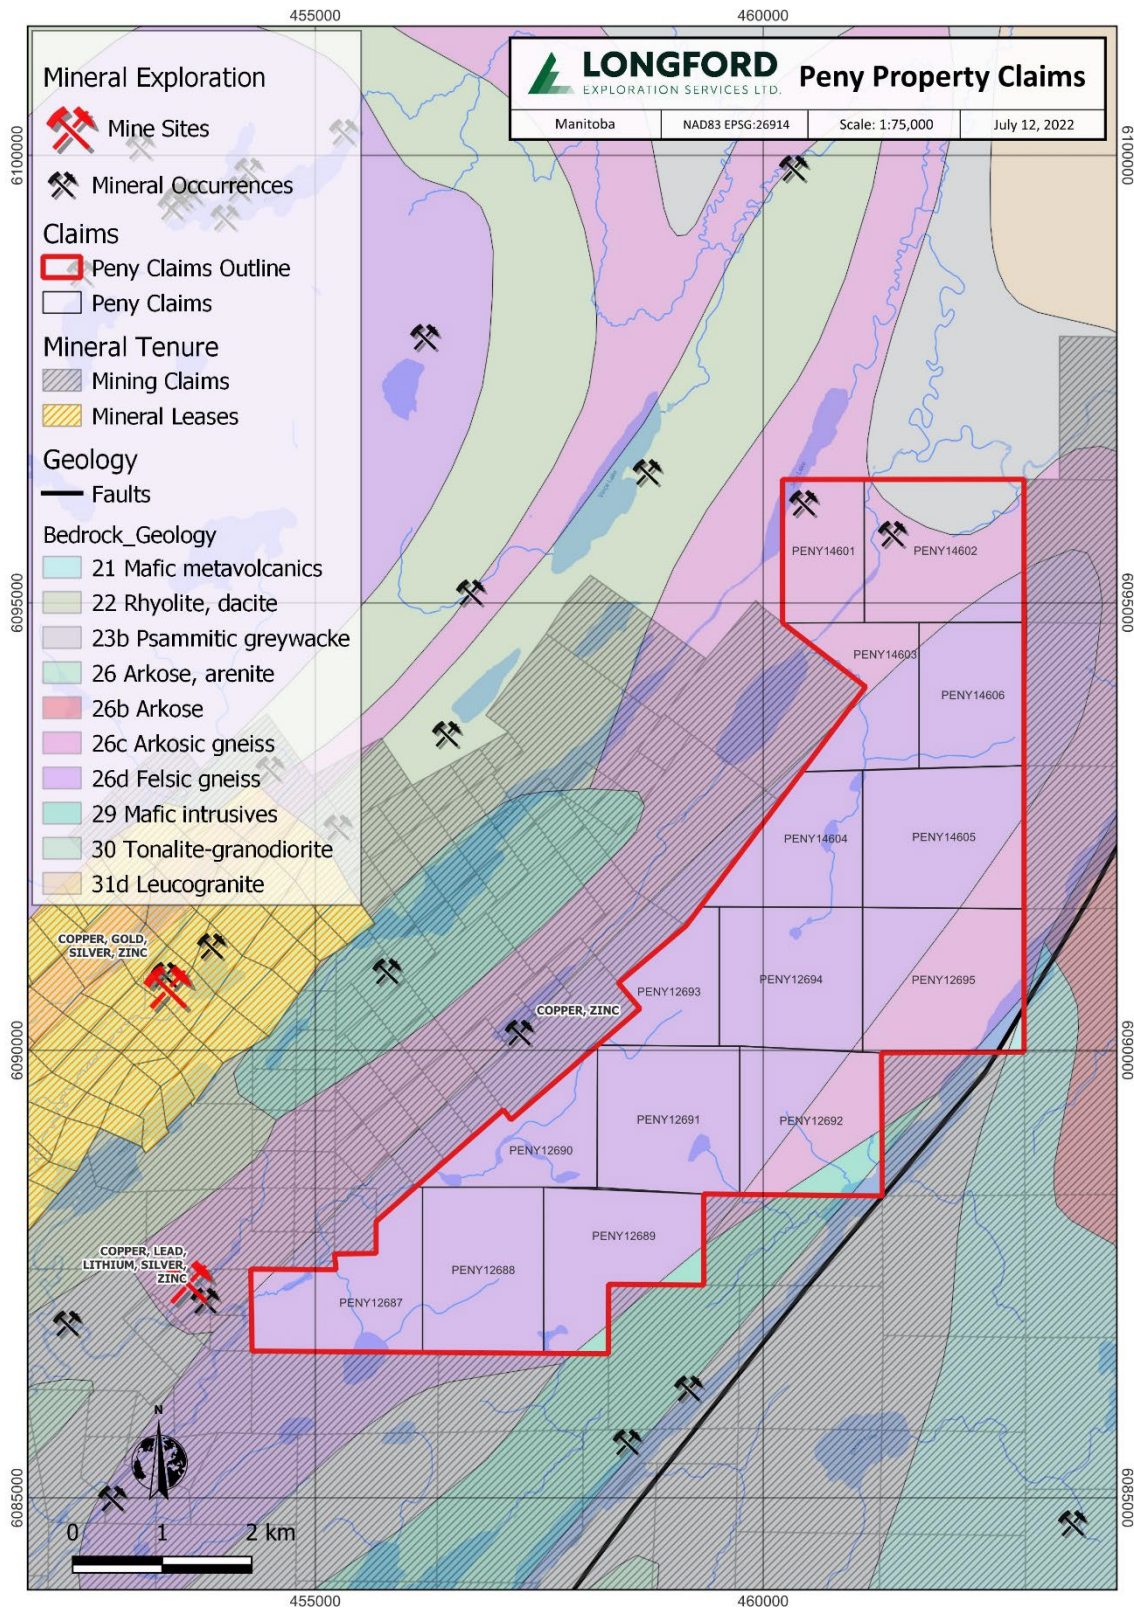 455000
460000
LONGFORD
EXPLORATION SERVICES LTD.
Peny Property Claims
Manitoba
NAD83 EPSG:26914
Scale: 1:75,000
July 12, 2022
Mineral Exploration
Mine Sites
Mineral Occurrences
Claims
Peny Claims Outline
Peny Claims
Mineral Tenure
Mining Claims
Mineral Leases
Geology
Faults
Bedrock_Geology
21 Mafic metavolcanics
22 Rhyolite, dacite
23b Psammitic greywacke
26 Arkose, arenite
26b Arkose
26c Arkosic gneiss
26d Felsic gneiss
29 Mafic intrusives
30 Tonalite-granodiorite
31d Leucogranite
6100000
6100000
6095000
6095000
6090000
6090000
6085000
6085000
PENY14601
PENY14602
PENY14603
PENY14606
PENY14604
PENY14605
PENY12693
PENY12694
PENY12695
PENY12690
PENY12691
PENY12692
PENY12687
PENY12688
PENY12689
COPPER, GOLD,
SILVER, ZINC
COPPER, ZINC
COPPER, LEAD,
LITHIUM, SILVER,
ZINC
N
0 1 2 km
455000
460000